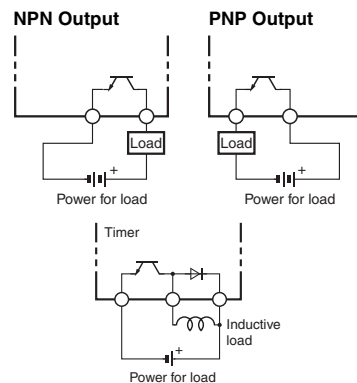 NPN Output
PNP Output
Load
Load
+
+
Power for load
Power for load
Timer
Inductive
load
+
Power for load